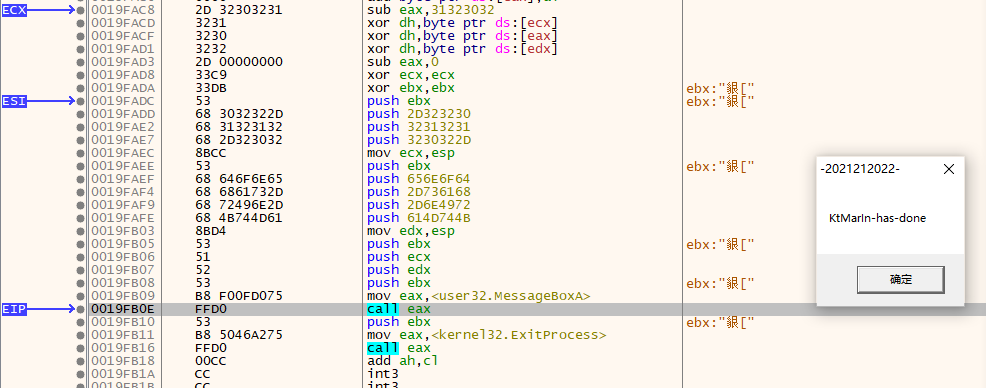 ECX
ESI
EIP
0019FAC8 2D 32303231 sub eax,31323032
0019FACD 3231 xor dh,byte ptr ds:[ecx]
0019FACF 3230 xor dh,byte ptr ds:[eax]
0019FAD1 3232 xor dh,byte ptr ds:[edx]
0019FAD3 2D 00000000 sub eax,0
0019FAD8 33C9 xor ecx,ecx
0019FADA 33DB xor ebx,ebx ebx:"貇["
0019FADC 53 push ebx ebx:"貇["
0019FADD 68 3032322D push 2D323230
0019FAE2 68 31323132 push 32313231
0019FAE7 68 2D323032 push 3230322D
0019FAEC 8BCC mov ecx,esp
0019FAEE 53 push ebx ebx:"貇["
0019FAEF 68 646F6E65 push 656E6F64
0019FAF4 68 6861732D push 2D736168
0019FAF9 68 72496E2D push 2D6E4972
0019FAFE 68 4B744D61 push 614D744B
0019FB03 8BD4 mov edx,esp
0019FB05 53 push ebx ebx:"貇["
0019FB06 51 push ecx
0019FB07 52 push edx
0019FB08 53 push ebx ebx:"貇["
0019FB09 B8 F00FD075 mov eax,<user32.MessageBoxA>
0019FB0E FFD0 call eax
0019FB10 53 push ebx ebx:"貇["
0019FB11 B8 5046A275 mov eax,<kernel32.ExitProcess>
0019FB16 FFD0 call eax
0019FB18 00CC add ah,cl
0019FB1A CC int3
0019FB1B CC int3
-2021212022-
KtMarIn-has-done
确定